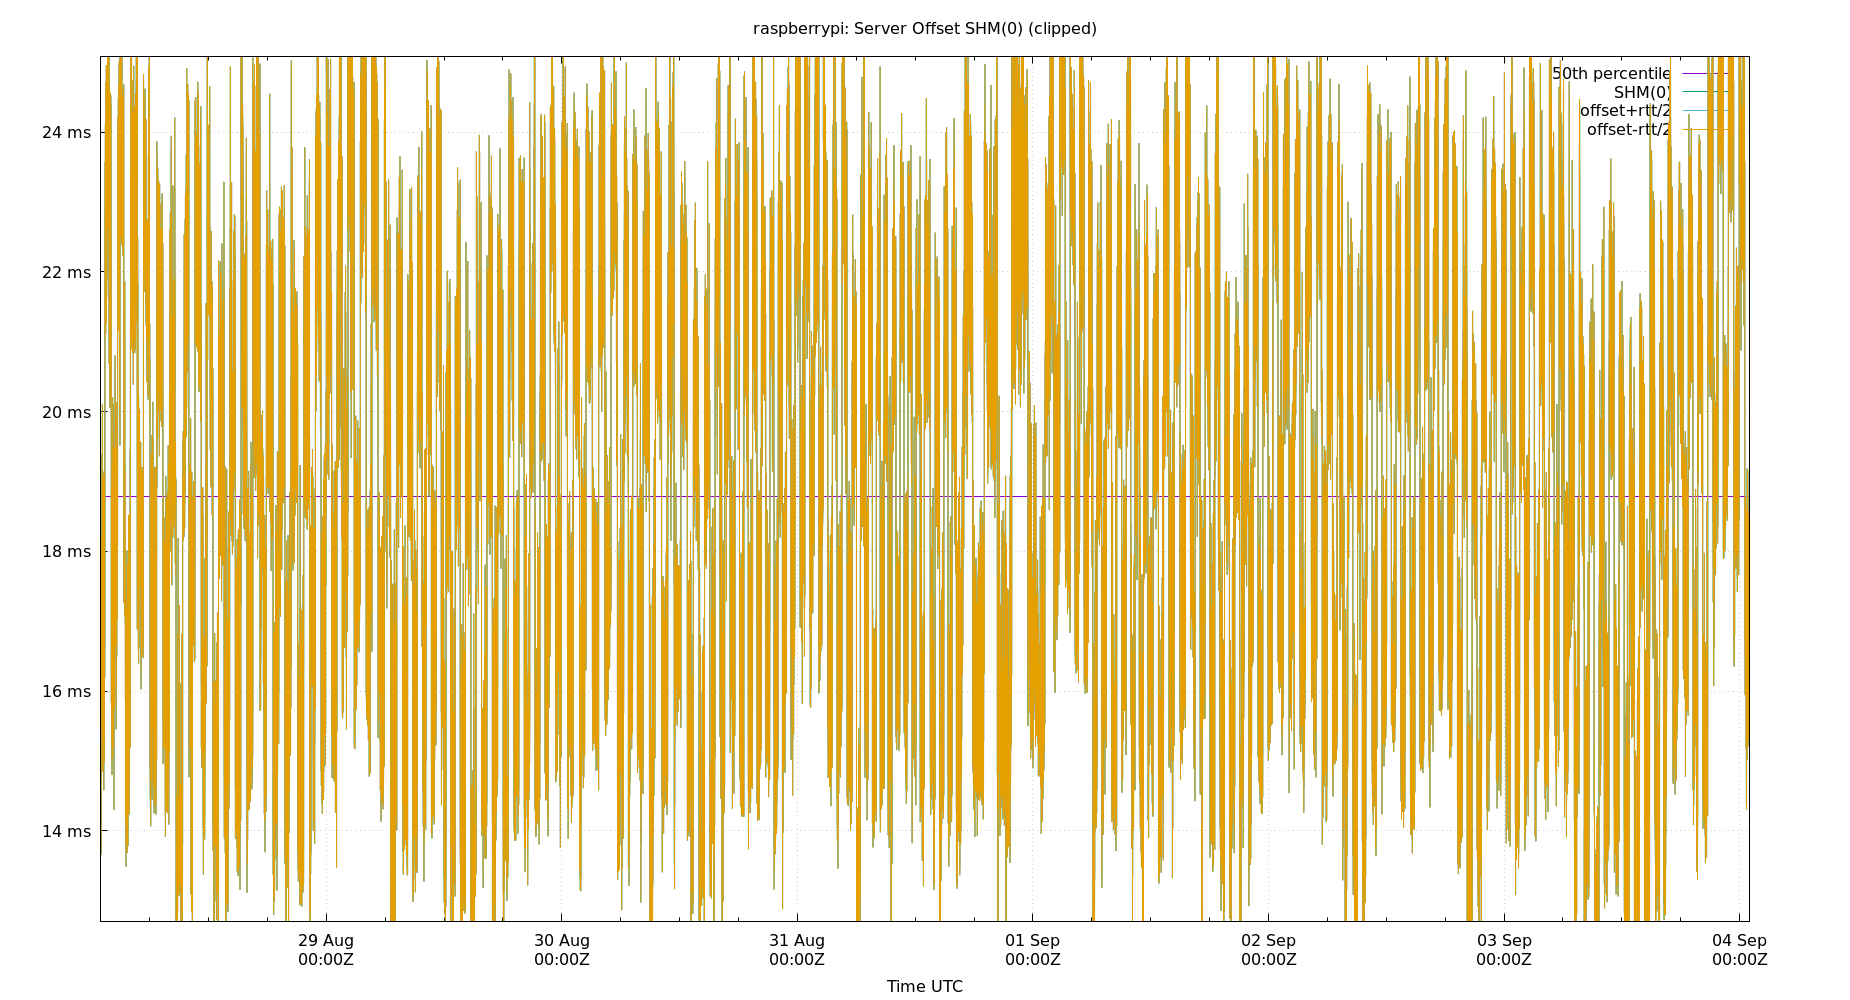 raspberrypi: Server Offset SHM(0) (clipped)
50th percentile
SHM(0)
offset+rtt/2
offset-rtt/2
24 ms
22 ms
20 ms
18 ms
16 ms
14 ms
29 Aug 30 Aug 31 Aug 01 Sep 02 Sep 03 Sep 04 Sep
00:00Z 00:00Z 00:00Z 00:00Z 00:00Z 00:00Z 00:00Z
Time UTC